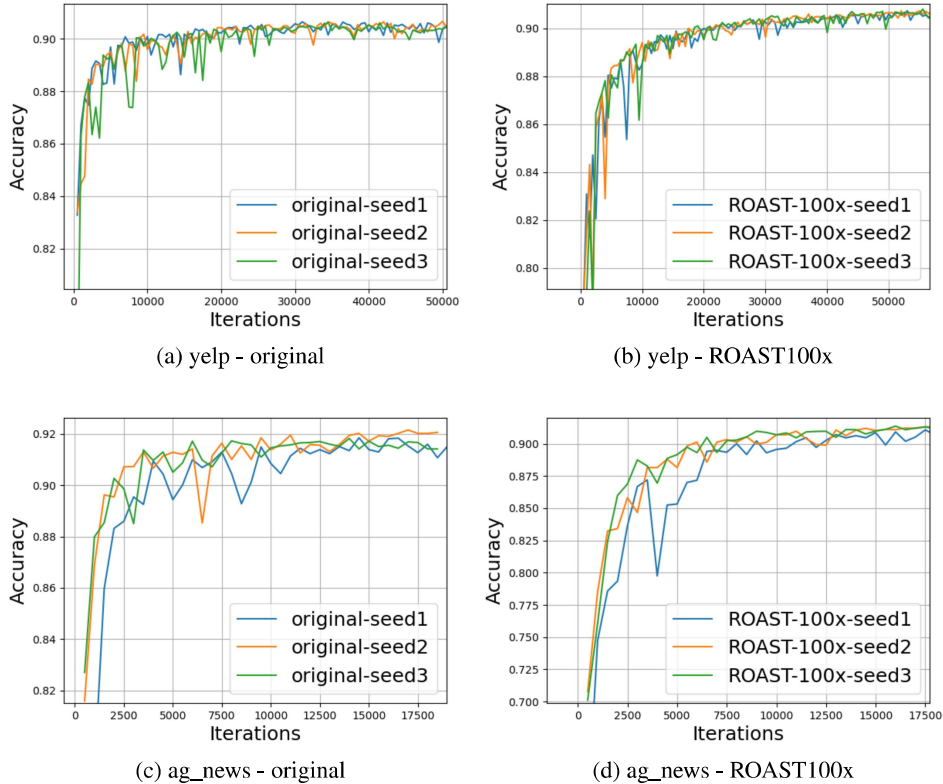 0.90
0.88
0.86
0.84
0.82
Accuracy
original-seed1
original-seed2
original-seed3
0 10000 20000 30000 40000 50000
Iterations
(a) yelp - original
0.90
0.88
0.86
0.84
0.82
0.80
Accuracy
ROAST-100x-seed1
ROAST-100x-seed2
ROAST-100x-seed3
0 10000 20000 30000 40000 50000
Iterations
(b) yelp - ROAST100x
0.92
0.90
0.88
0.86
0.84
0.82
Accuracy
original-seed1
original-seed2
original-seed3
0 2500 5000 7500 10000 12500 15000 17500
Iterations
(c) ag_news - original
0.900
0.875
0.850
0.825
0.800
0.775
0.750
0.725
0.700
Accuracy
ROAST-100x-seed1
ROAST-100x-seed2
ROAST-100x-seed3
0 2500 5000 7500 10000 12500 15000 17500
Iterations
(d) ag_news - ROAST100x